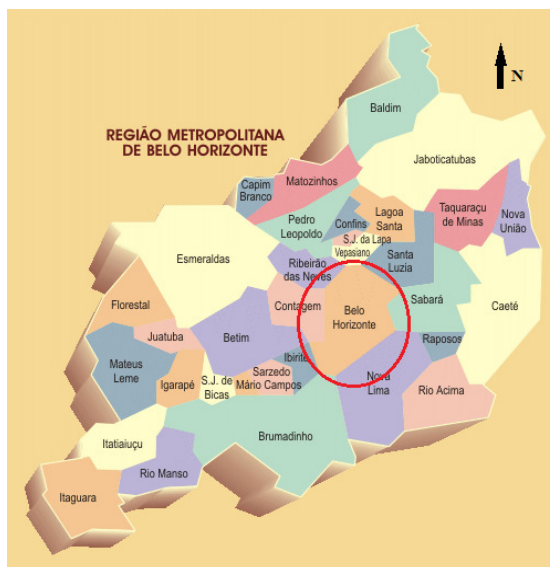 N
Baldim
REGIÃO METROPOLITANA
DE BELO HORIZONTE
Jaboticatubas
Matozinhos
Capim
Branco
Taquaraçu
de Minas
Nova
União
Lagoa
Santa
Pedro
Leopoldo
Confins
S.J. da Lapa
Vepasiano
Santa
Luzia
Esmeraldas
Ribeirão
das Neves
Sabará
Caeté
Florestal
Contagem
Belo
Horizonte
Juatuba
Betim
Raposos
Mateus
Leme
Ibirité
Igarapé
S.J. de
Bicas
Sarzedo
Mário Campos
Nova
Lima
Rio Acima
Itatiaiuçu
Brumadinho
Rio Manso
Itaguara